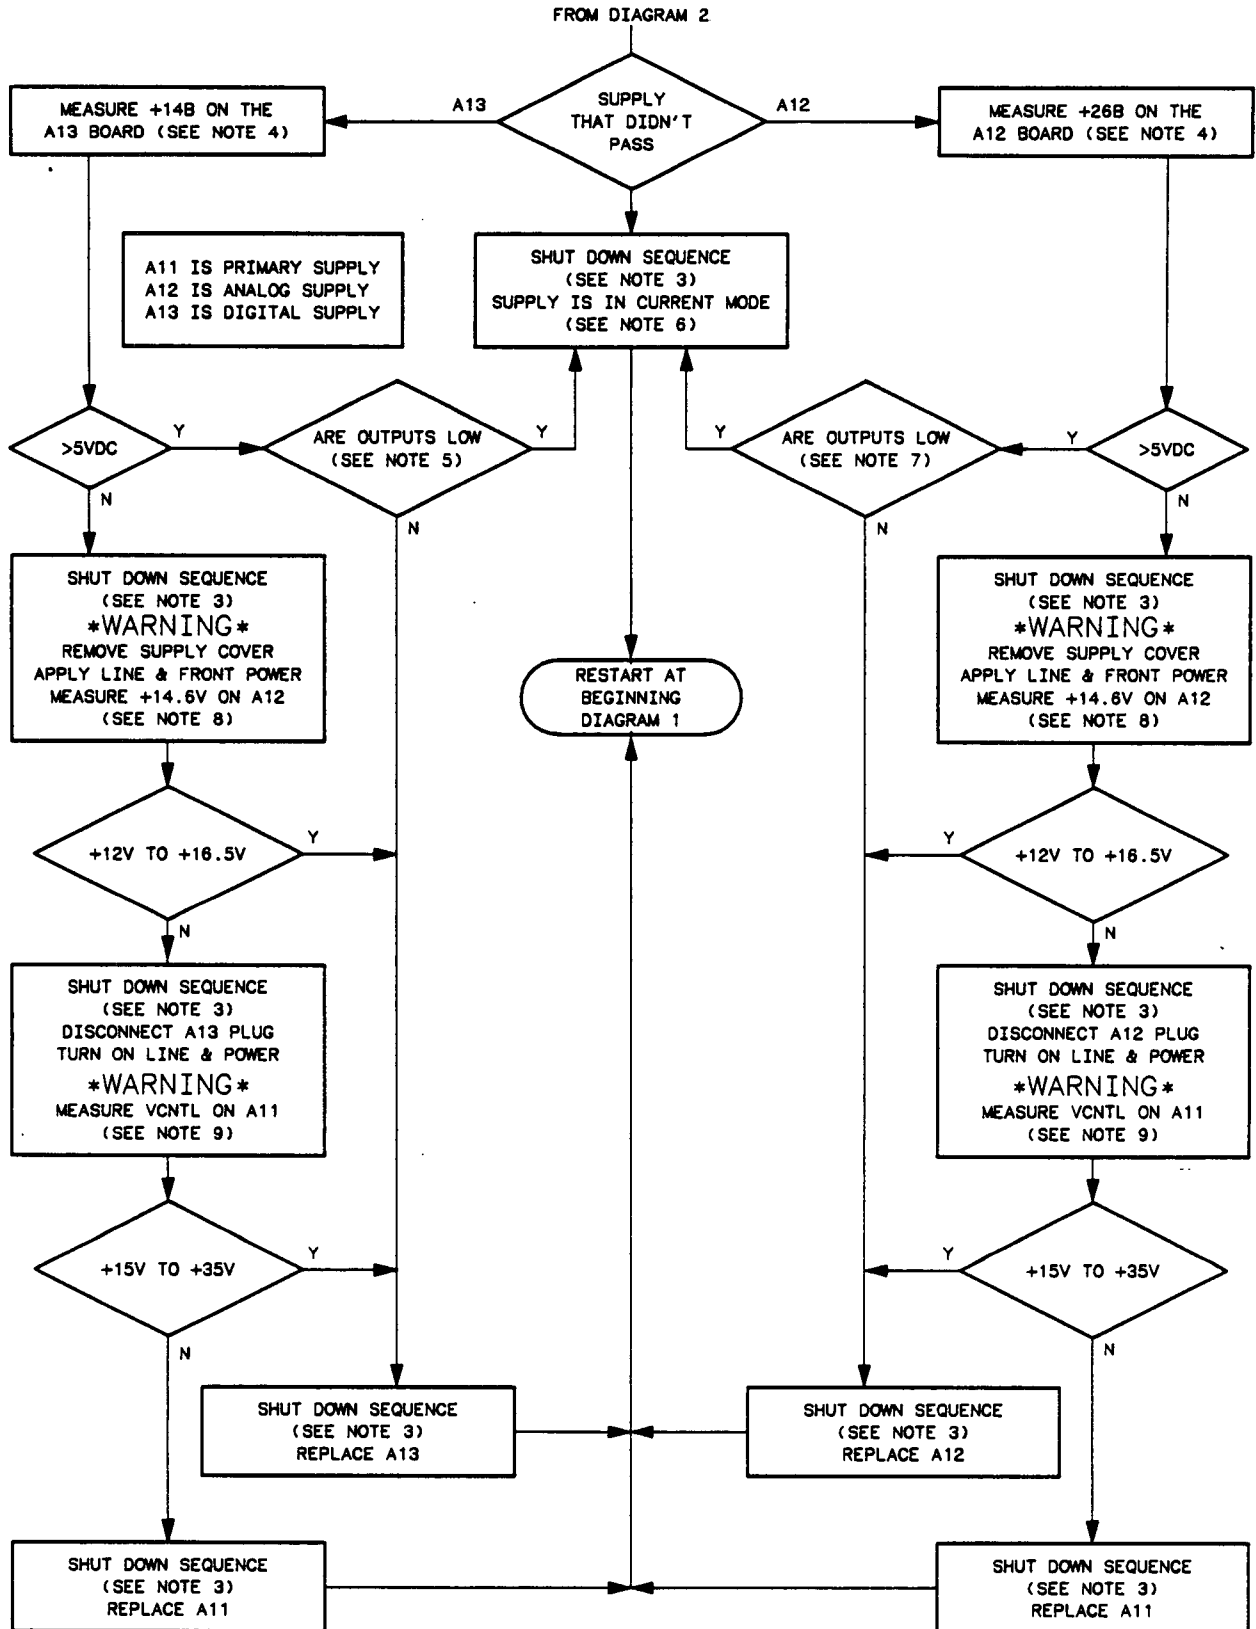 FROM DIAGRAM 2
SUPPLY
THAT DIDN'T
PASS
A13
A12
MEASURE +14B ON THE
A13 BOARD (SEE NOTE 4)
MEASURE +26B ON THE
A12 BOARD (SEE NOTE 4)
A11 IS PRIMARY SUPPLY
A12 IS ANALOG SUPPLY
A13 IS DIGITAL SUPPLY
SHUT DOWN SEQUENCE
(SEE NOTE 3)
SUPPLY IS IN CURRENT MODE
(SEE NOTE 6)
>5VDC
Y
N
ARE OUTPUTS LOW
(SEE NOTE 5)
Y
N
ARE OUTPUTS LOW
(SEE NOTE 7)
Y
N
>5VDC
Y
N
SHUT DOWN SEQUENCE
(SEE NOTE 3)
*WARNING*
REMOVE SUPPLY COVER
APPLY LINE & FRONT POWER
MEASURE +14.6V ON A12
(SEE NOTE 8)
RESTART AT
BEGINNING
DIAGRAM 1
SHUT DOWN SEQUENCE
(SEE NOTE 3)
*WARNING*
REMOVE SUPPLY COVER
APPLY LINE & FRONT POWER
MEASURE +14.6V ON A12
(SEE NOTE 8)
+12V TO +16.5V
Y
N
+12V TO +16.5V
Y
N
SHUT DOWN SEQUENCE
(SEE NOTE 3)
DISCONNECT A13 PLUG
TURN ON LINE & POWER
*WARNING*
MEASURE VCNTL ON A11
(SEE NOTE 9)
SHUT DOWN SEQUENCE
(SEE NOTE 3)
DISCONNECT A12 PLUG
TURN ON LINE & POWER
*WARNING*
MEASURE VCNTL ON A11
(SEE NOTE 9)
+15V TO +35V
Y
N
+15V TO +35V
Y
N
SHUT DOWN SEQUENCE
(SEE NOTE 3)
REPLACE A13
SHUT DOWN SEQUENCE
(SEE NOTE 3)
REPLACE A12
SHUT DOWN SEQUENCE
(SEE NOTE 3)
REPLACE A11
SHUT DOWN SEQUENCE
(SEE NOTE 3)
REPLACE A11